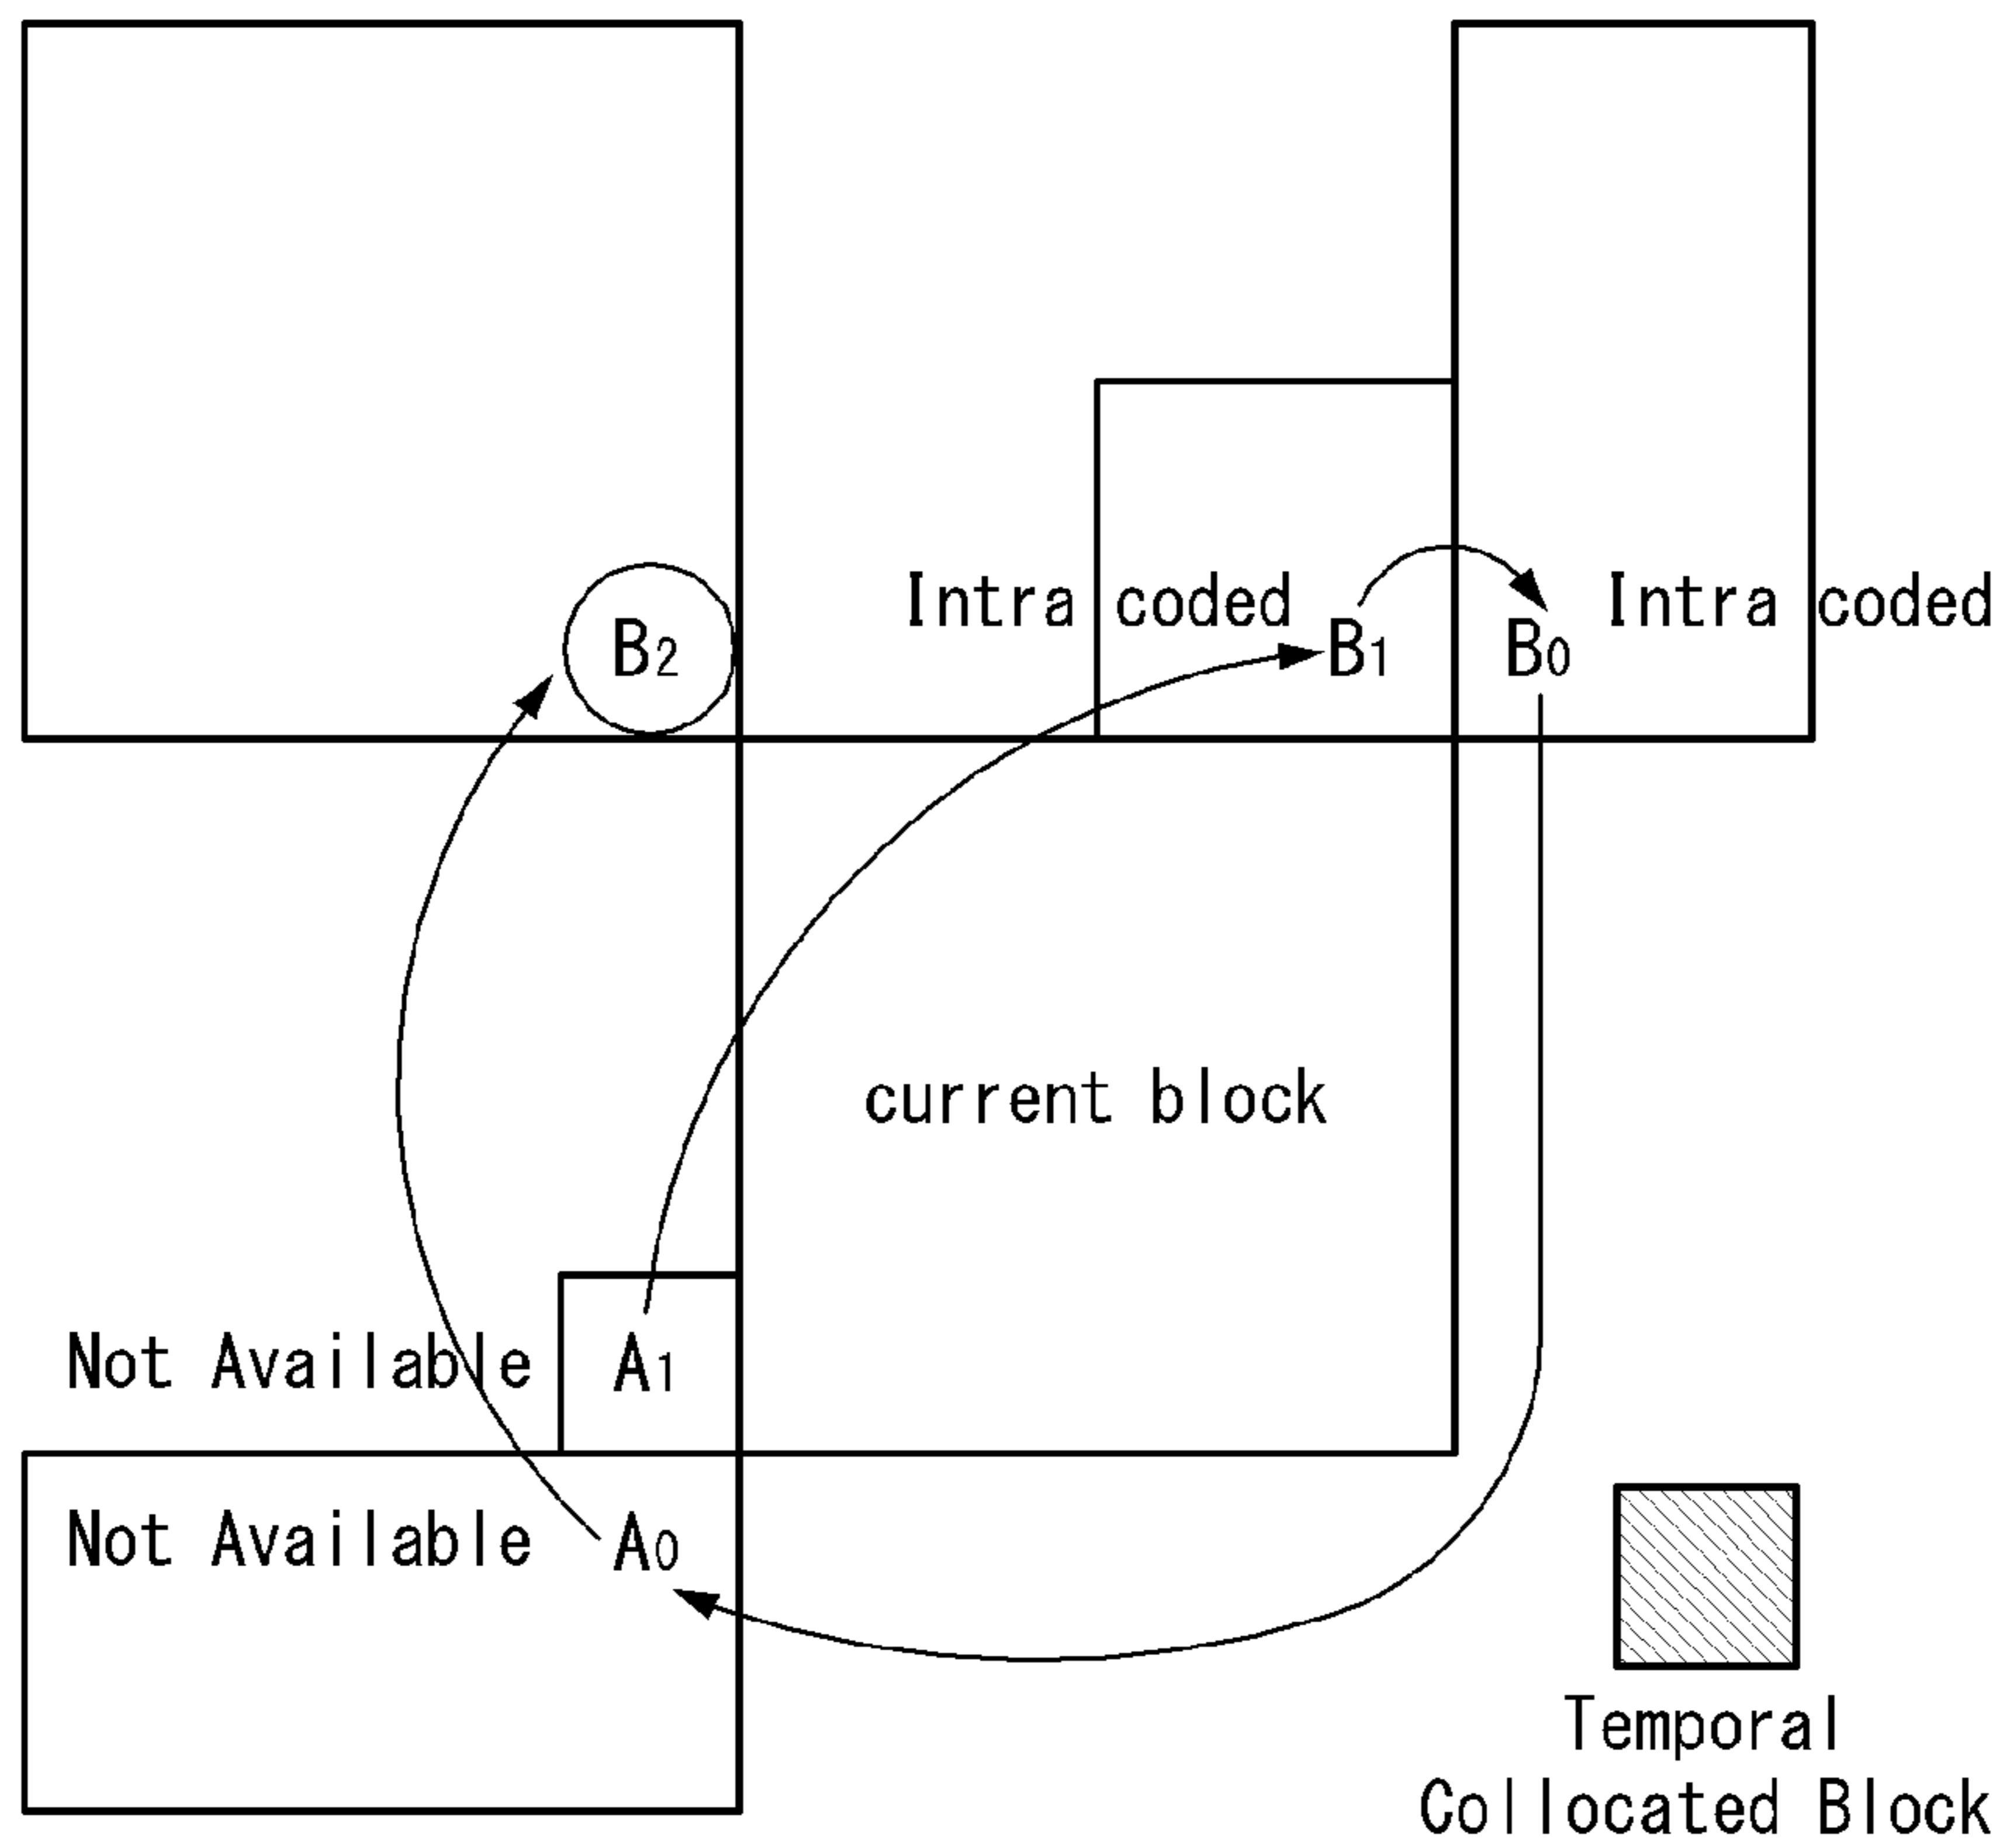 Intra coded
Intra coded
B2
B1
B0
current block
Not Available
A1
Not Available
A0
Temporal
Collocated Block